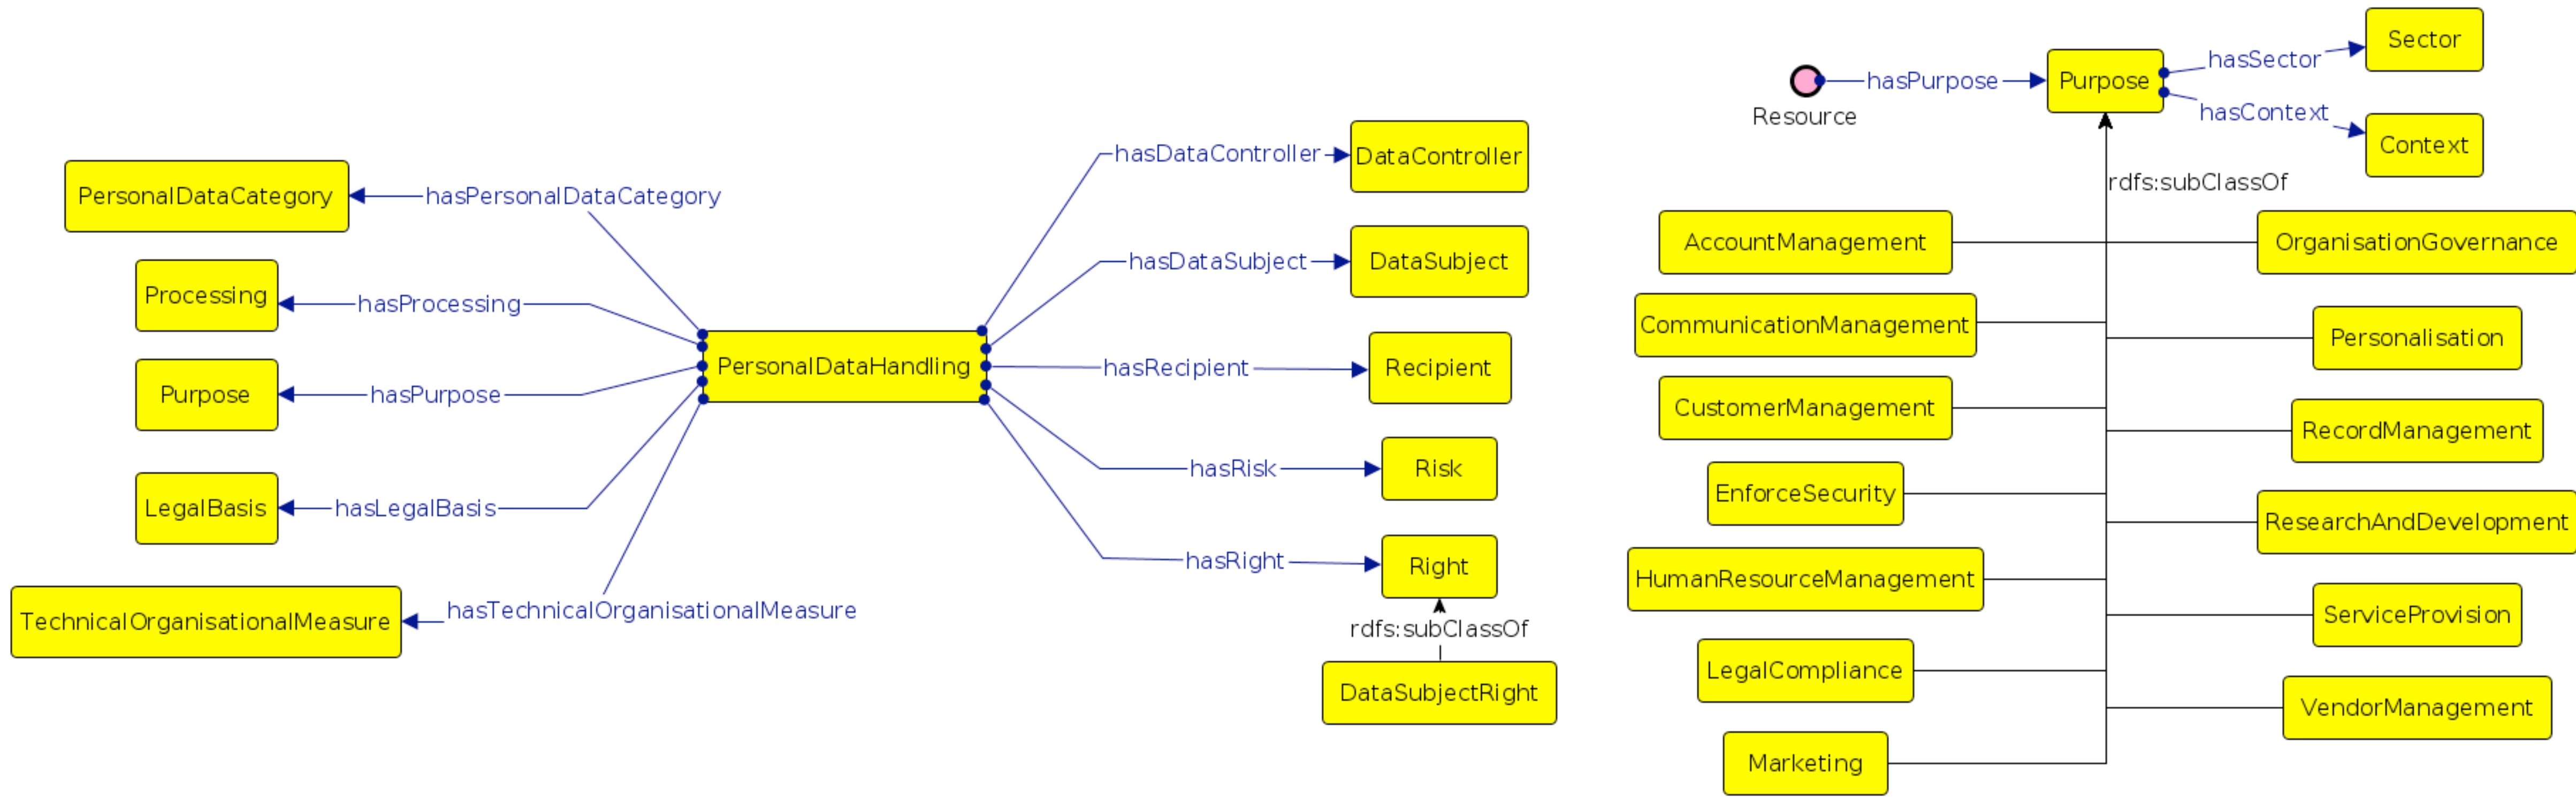 PersonalDataCategory
hasPersonalDataCategory
Processing
hasProcessing
Purpose
hasPurpose
LegalBasis
hasLegalBasis
TechnicalOrganisationalMeasure
hasTechnicalOrganisationalMeasure
PersonalDataHandling
hasDataController
DataController
hasDataSubject
DataSubject
hasRecipient
Recipient
hasRisk
Risk
hasRight
Right
rdfs:subClassOf
DataSubjectRight
Resource
hasPurpose
Purpose
hasSector
Sector
hasContext
Context
rdfs:subClassOf
AccountManagement
CommunicationManagement
CustomerManagement
EnforceSecurity
HumanResourceManagement
LegalCompliance
Marketing
OrganisationGovernance
Personalisation
RecordManagement
ResearchAndDevelopment
ServiceProvision
VendorManagement